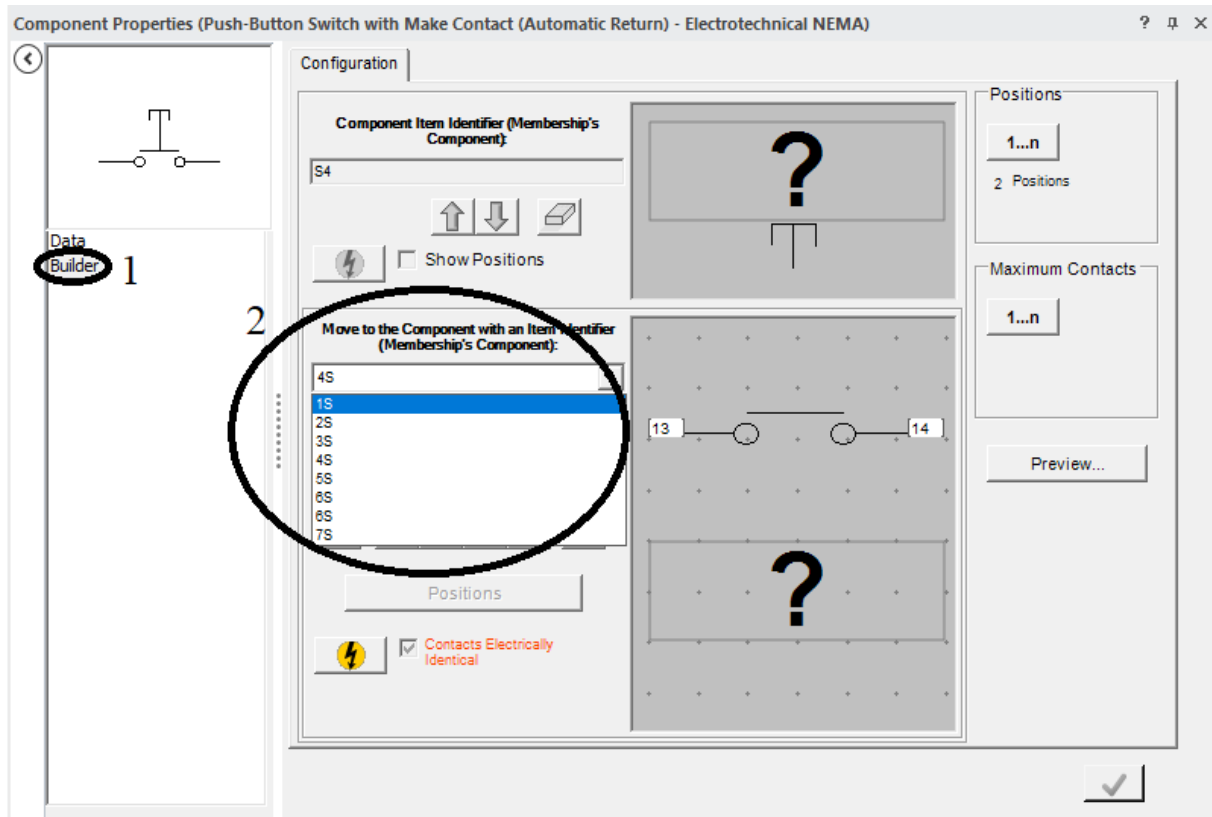 Component Properties (Push-Button Switch with Make Contact (Automatic Return) - Electrotechnical NEMA)
?
Configuration
Component Item Identifier (Membership's
Component):
S4
Show Positions
?
Positions
1...n
2 Positions
Data
Builder
1
2
Maximum Contacts
1...n
Move to the Component with an Item Identifier
(Membership's Component):
4S
1S
2S
3S
4S
5S
6S
6S
7S
13
14
Preview...
Positions
?
Contacts Electrically
Identical